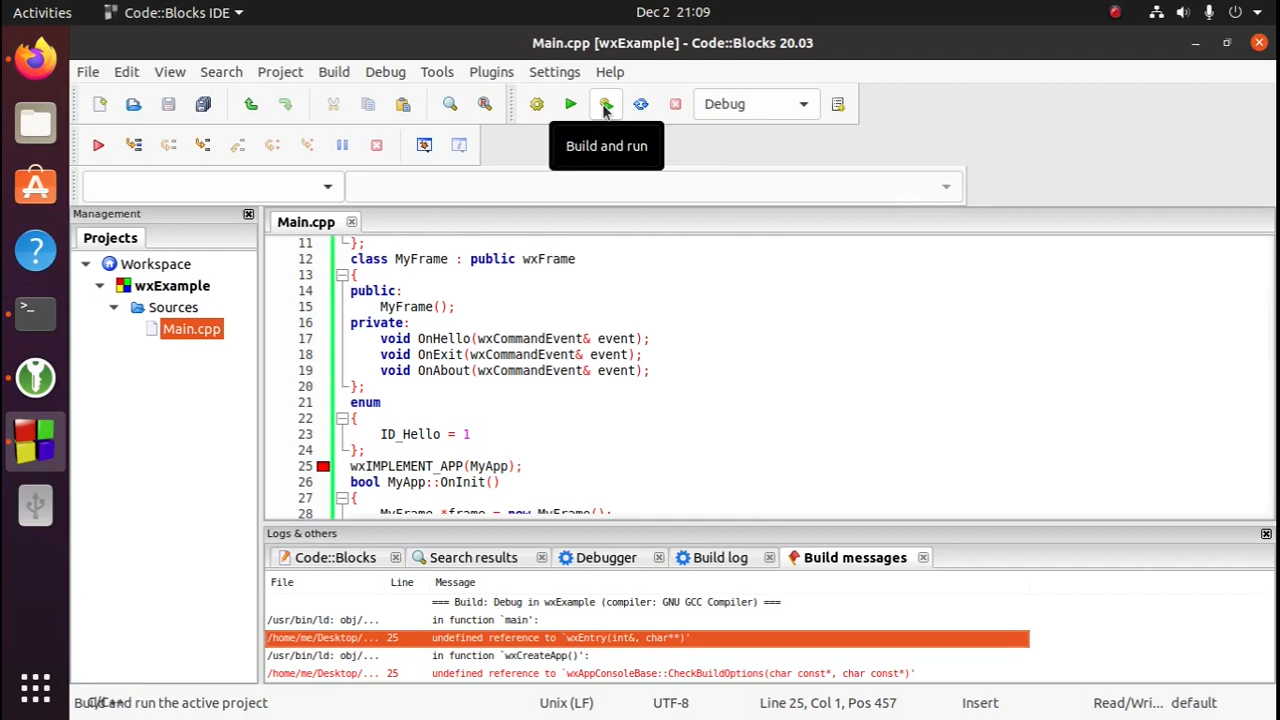 Activities Code::Blocks IDE Dec 2 21:09
Main.cpp [wxExample] - Code::Blocks 20.03
File Edit View Search Project Build Debug Tools Plugins Settings Help
Debug
Build and run
Management
Projects
Workspace
wxExample
Sources
Main.cpp
Main.cpp
11 };
12 class MyFrame : public wxFrame
13 {
14 public:
15 MyFrame();
16 private:
17 void OnHello(wxCommandEvent& event);
18 void OnExit(wxCommandEvent& event);
19 void OnAbout(wxCommandEvent& event);
20 };
21 enum
22 {
23 ID_Hello = 1
24 };
25 wxIMPLEMENT_APP(MyApp);
26 bool MyApp::OnInit()
27 {
28 MyFrame *frame = new MyFrame();
Logs & others
Code::Blocks Search results Debugger Build log Build messages
File Line Message
=== Build: Debug in wxExample (compiler: GNU GCC Compiler) ===
/usr/bin/ld: obj/... in function `main':
/home/me/Desktop/... 25 undefined reference to `wxEntry(int&, char**)'
/usr/bin/ld: obj/... in function `wxCreateApp()':
/home/me/Desktop/... 25 undefined reference to `wxAppConsoleBase::CheckBuildOptions(char const*, char const*)'
and run the active project Unix (LF) UTF-8 Line 25, Col 1, Pos 457 Insert Read/Wri... default